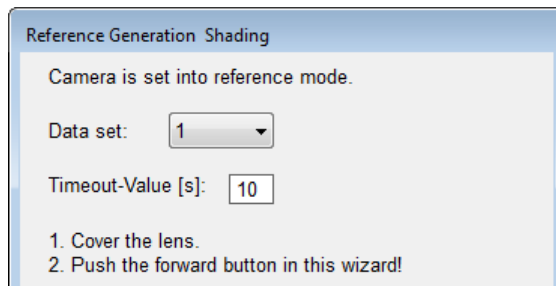 Reference Generation Shading
Camera is set into reference mode.
Data set: 1
Timeout-Value [s]: 10
1. Cover the lens.
2. Push the forward button in this wizard!